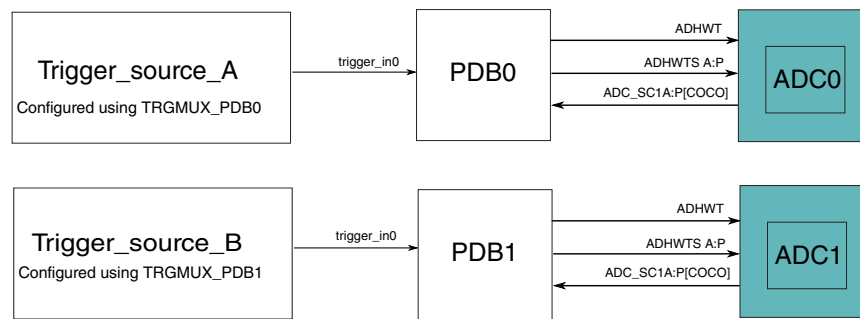 Trigger_source_A
Configured using TRGMUX_PDB0
trigger_in0
PDB0
ADHWT
ADHWTS A:P
ADC_SC1A:P[COCO]
ADC0
Trigger_source_B
Configured using TRGMUX_PDB1
trigger_in0
PDB1
ADHWT
ADHWTS A:P
ADC_SC1A:P[COCO]
ADC1